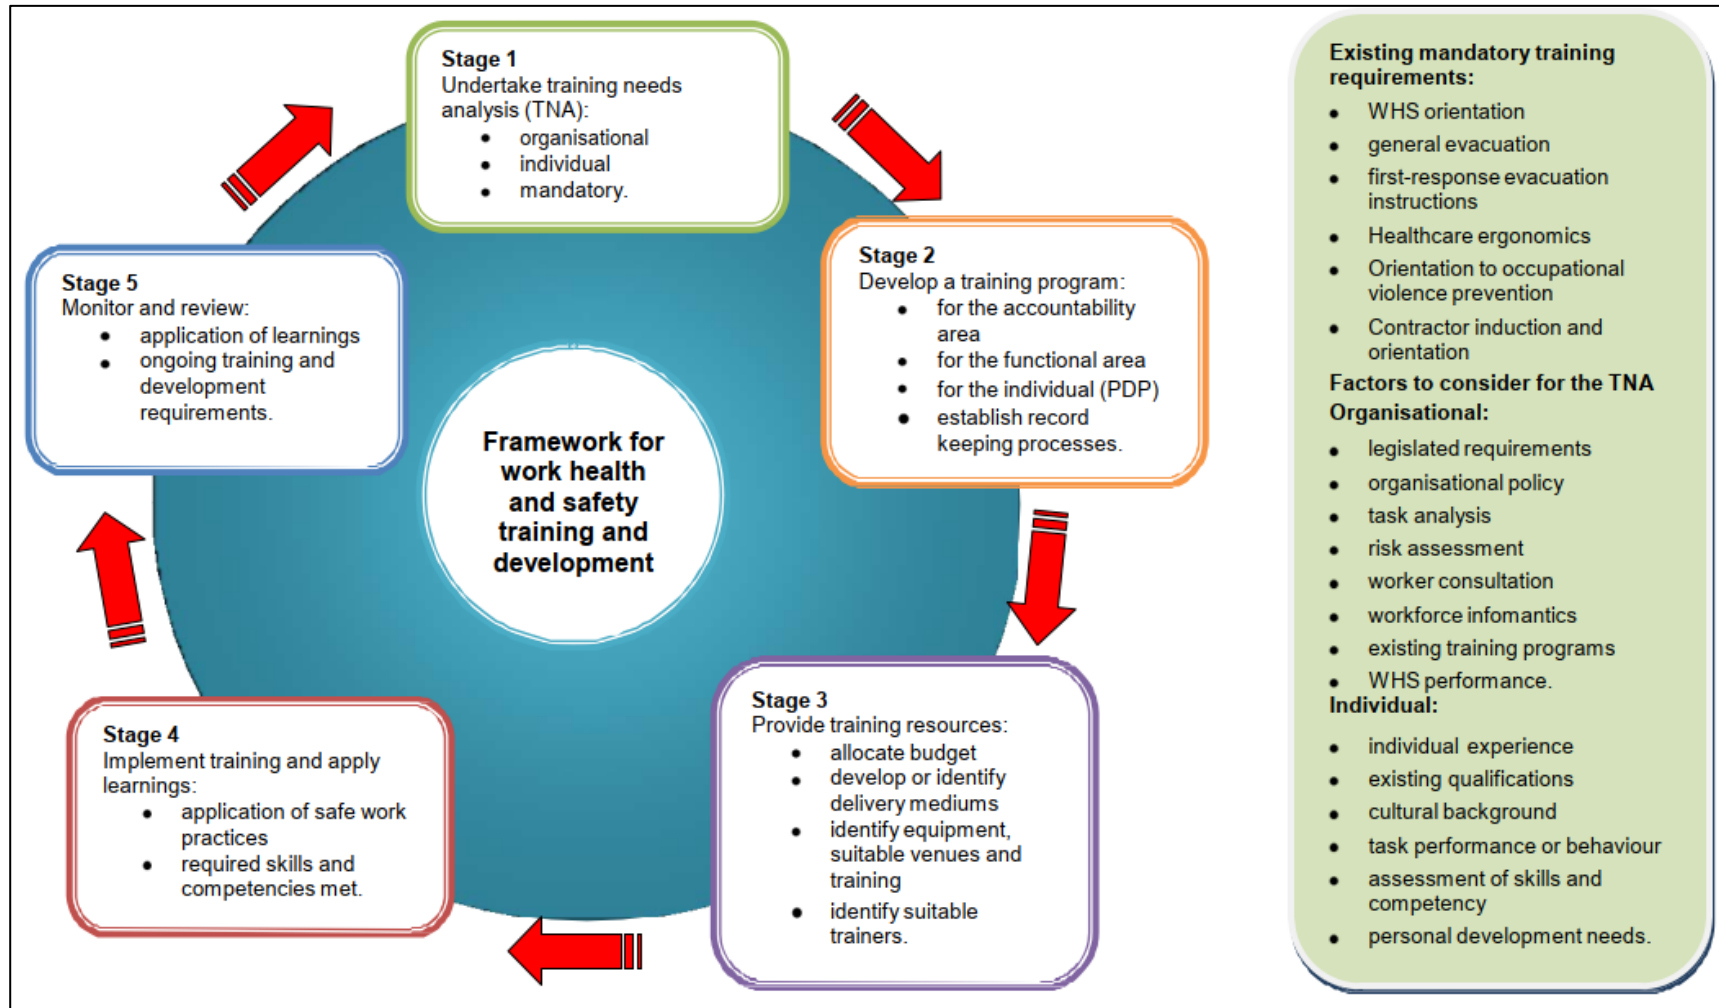 Stage 1
Undertake training needs
analysis (TNA):
• organisational
• individual
• mandatory.
Stage 2
Develop a training program:
• for the accountability
area
• for the functional area
• for the individual (PDP)
• establish record
keeping processes.
Stage 3
Provide training resources:
• allocate budget
• develop or identify
delivery mediums
• identify equipment,
suitable venues and
training
• identify suitable
trainers.
Stage 4
Implement training and apply
learnings:
• application of safe work
practices
• required skills and
competencies met.
Stage 5
Monitor and review:
• application of learnings
• ongoing training and
development
requirements.
Framework for
work health
and safety
training and
development
Existing mandatory training
requirements:
• WHS orientation
• general evacuation
• first-response evacuation
instructions
• Healthcare ergonomics
• Orientation to occupational
violence prevention
• Contractor induction and
orientation
Factors to consider for the TNA
Organisational:
• legislated requirements
• organisational policy
• task analysis
• risk assessment
• worker consultation
• workforce infomantics
• existing training programs
• WHS performance.
Individual:
• individual experience
• existing qualifications
• cultural background
• task performance or behaviour
• assessment of skills and
competency
• personal development needs.